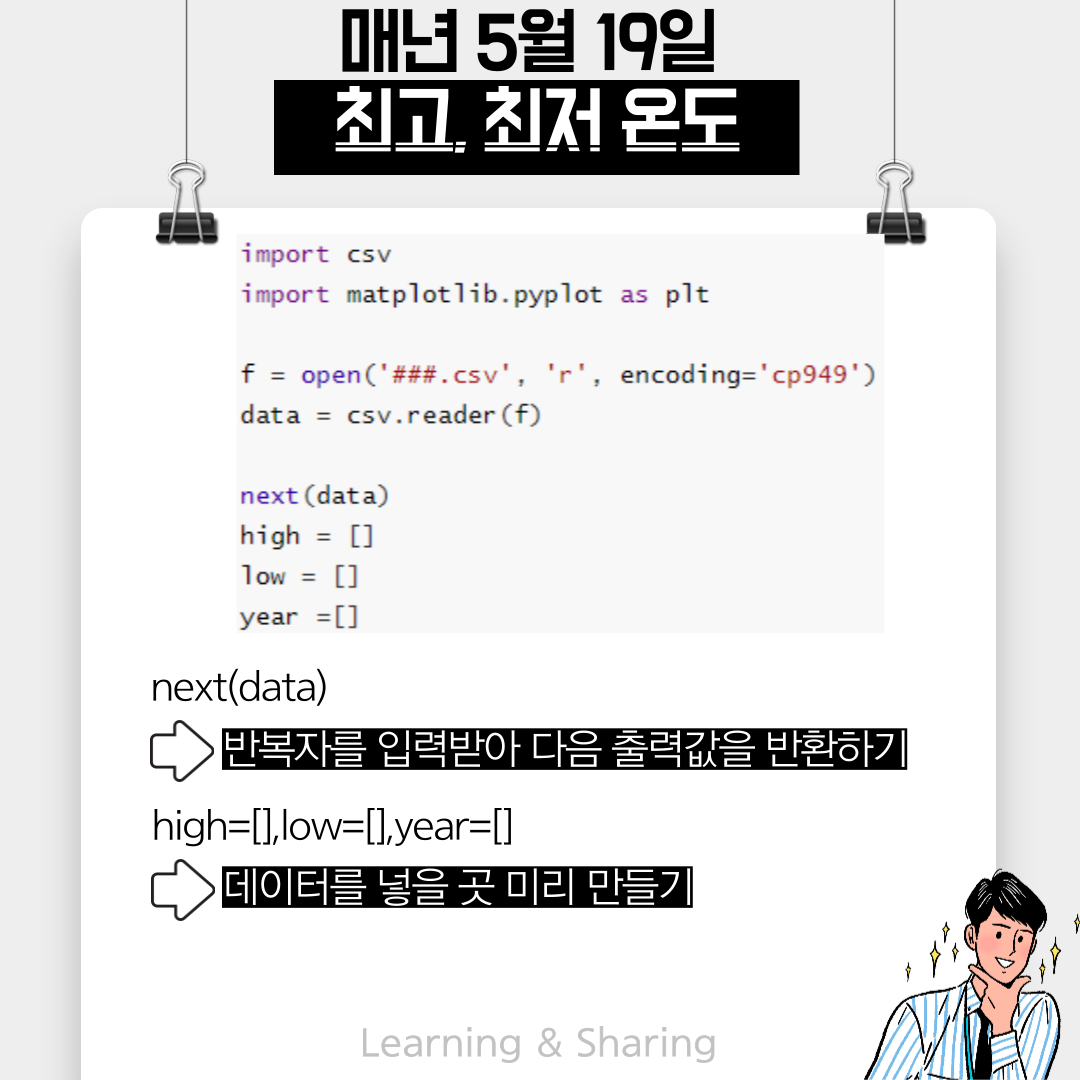 매년 5월 19일
최고, 최저 온도
import csv
import matplotlib.pyplot as plt
f = open('###.csv', 'r', encoding='cp949')
data = csv.reader(f)
next(data)
high = []
low = []
year =[]
next(data)
반복자를 입력받아 다음 출력값을 반환하기
high=[],low=[],year=[]
데이터를 넣을 곳 미리 만들기
Learning & Sharing